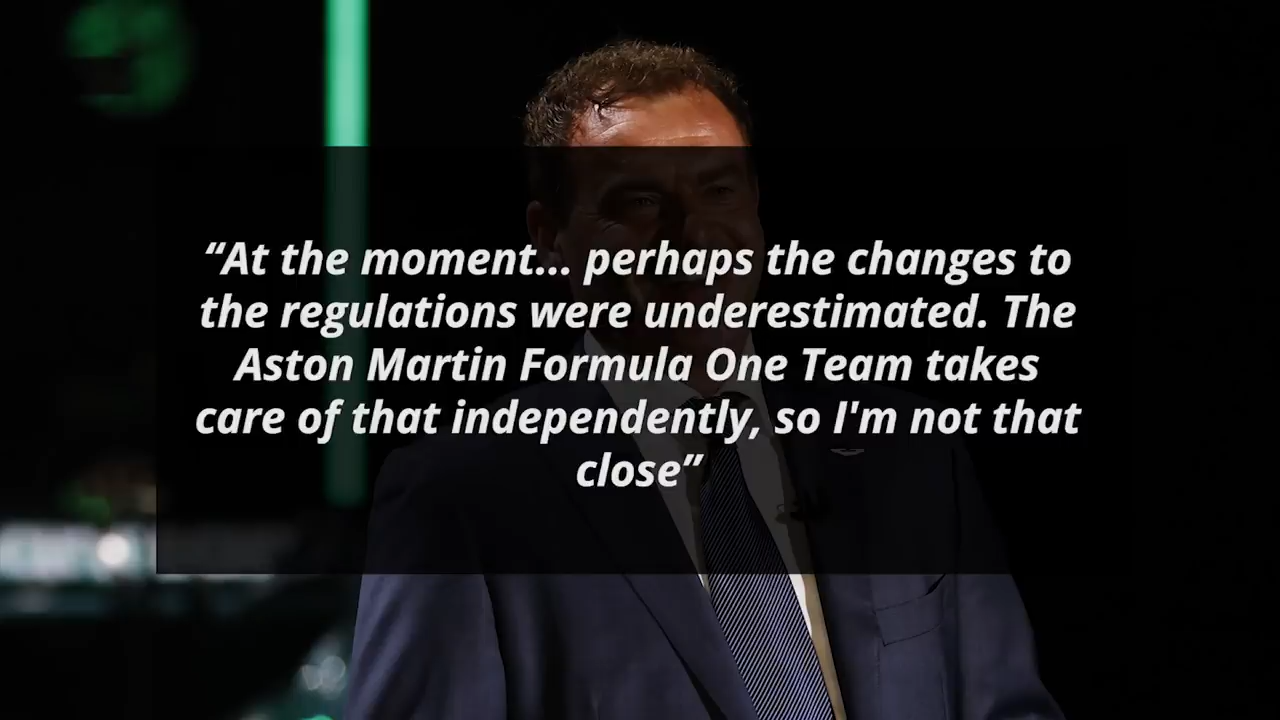 “At the moment... perhaps the changes to
the regulations were underestimated. The
Aston Martin Formula One Team takes
care of that independently, so I'm not that
close”